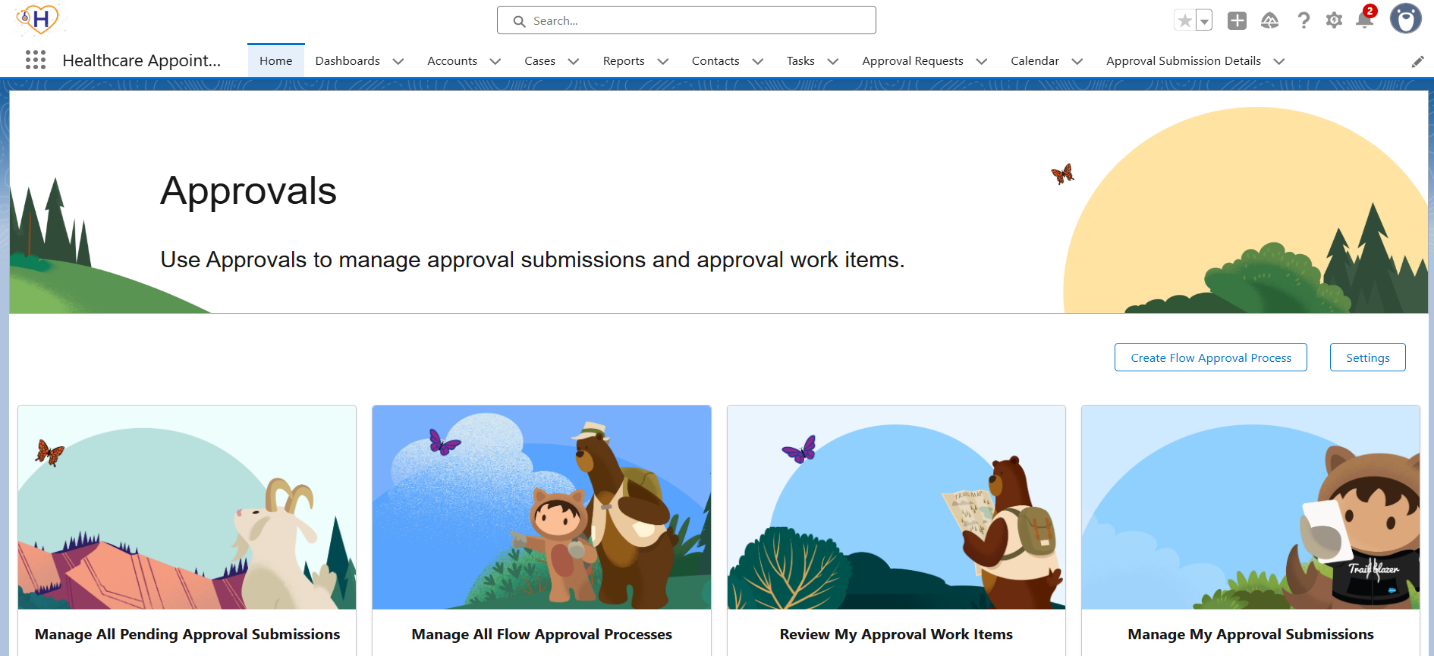 H
Search...
2
Healthcare Appoint...
Home
Dashboards
Accounts
Cases
Reports
Contacts
Tasks
Approval Requests
Calendar
Approval Submission Details
Approvals
Use Approvals to manage approval submissions and approval work items.
Create Flow Approval Process
Settings
Trailblazer
Manage All Pending Approval Submissions
Manage All Flow Approval Processes
Review My Approval Work Items
Manage My Approval Submissions